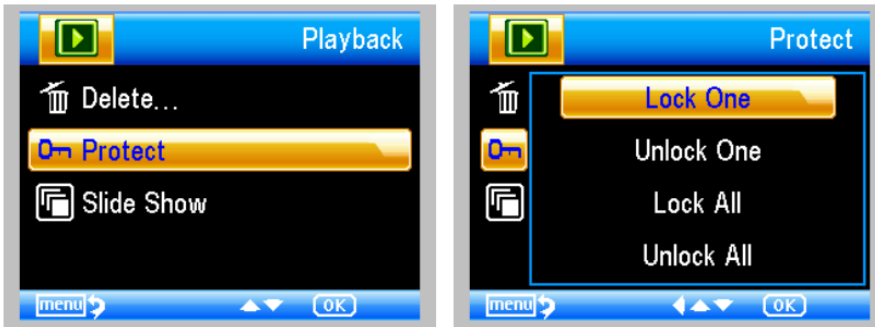 Playback
Delete...
Protect
Slide Show
menu OK
Protect
Lock One
Unlock One
Lock All
Unlock All
menu OK